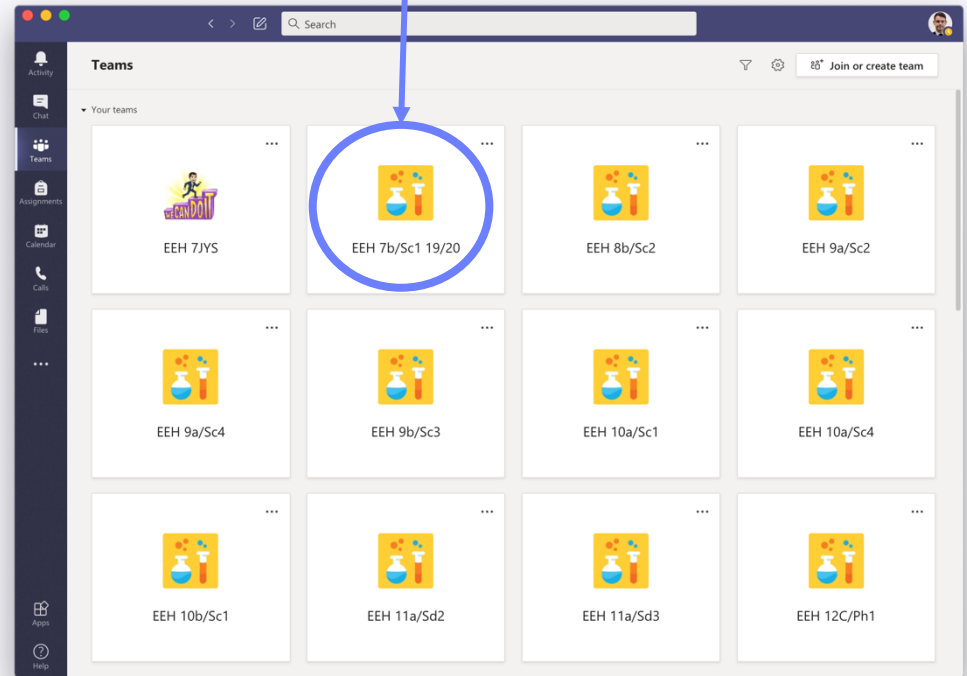 Search
Activity
Chat
Teams
Assignments
Calendar
Calls
Files
Apps
Help
Teams
Join or create team
Your teams
WE CAN DO IT
EEH 7JYS
EEH 7b/Sc1 19/20
EEH 8b/Sc2
EEH 9a/Sc2
EEH 9a/Sc4
EEH 9b/Sc3
EEH 10a/Sc1
EEH 10a/Sc4
EEH 10b/Sc1
EEH 11a/Sd2
EEH 11a/Sd3
EEH 12C/Ph1